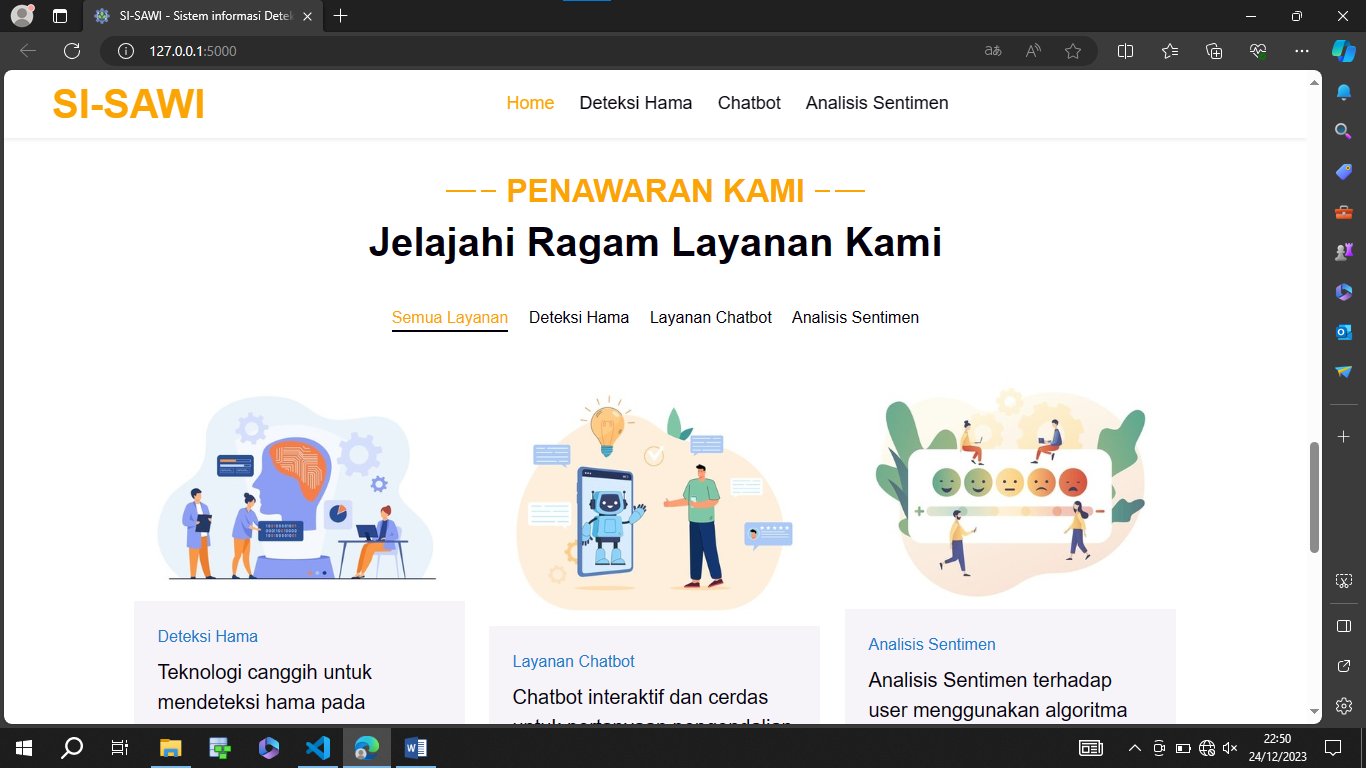 SI-SAWI - Sistem informasi Detek
127.0.0.1:5000
SI-SAWI
Home Deteksi Hama Chatbot Analisis Sentimen
PENAWARAN KAMI
Jelajahi Ragam Layanan Kami
Semua Layanan Deteksi Hama Layanan Chatbot Analisis Sentimen
Deteksi Hama
Teknologi canggih untuk
mendeteksi hama pada
Layanan Chatbot
Chatbot interaktif dan cerdas
untuk pertanyaan pengendalian
Analisis Sentimen
Analisis Sentimen terhadap
user menggunakan algoritma
22:50
24/12/2023